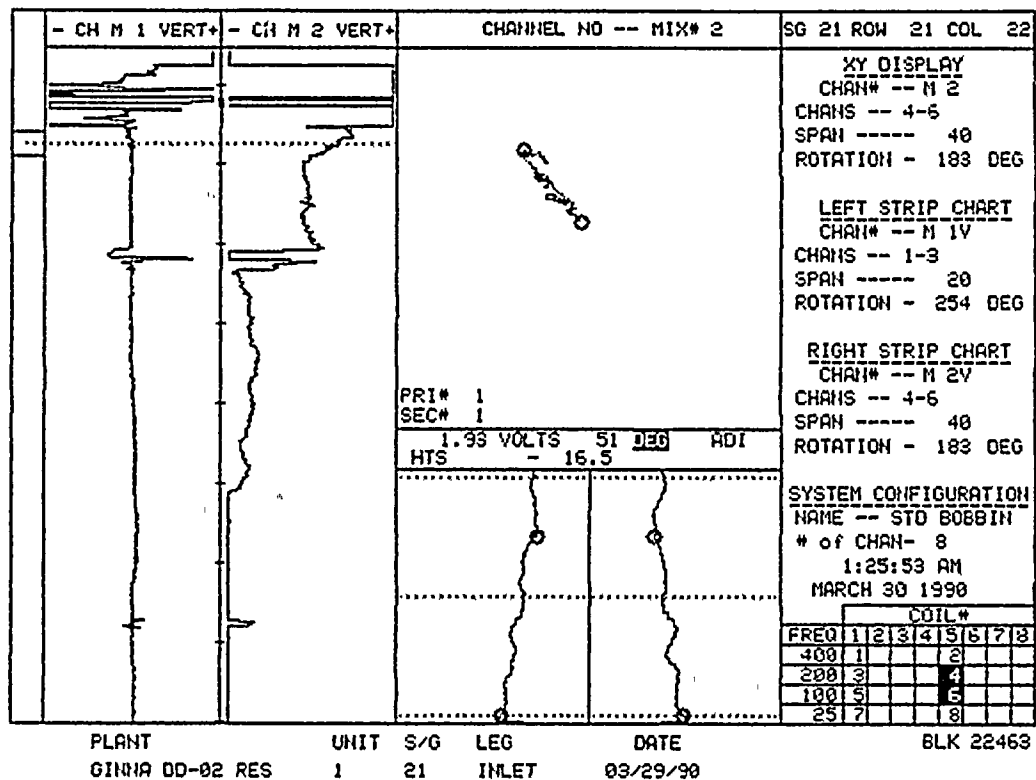 - CH M 1 VERT+
- CH M 2 VERT+
CHANNEL NO -- MIX# 2
SG 21 ROW 21 COL 22
XY DISPLAY
CHAN# -- M 2
CHANS -- 4-6
SPAN ----- 40
ROTATION - 183 DEG
LEFT STRIP CHART
CHAN# -- M 1V
CHANS -- 1-3
SPAN ----- 20
ROTATION - 254 DEG
RIGHT STRIP CHART
CHAN# -- M 2V
CHANS -- 4-6
SPAN ----- 40
ROTATION - 183 DEG
PRI# 1
SEC# 1
1.93 VOLTS 51 DEG ADI
HTS - 16.5
SYSTEM CONFIGURATION
NAME -- STD BOBBIN
# of CHAN- 8
1:25:53 AM
MARCH 30 1990
COIL#
FREQ 1 2 3 4 5 6 7 8
400 1 2
200 3 4
100 5 6
25 7 8
PLANT UNIT S/G LEG DATE BLK 22463
GINNA DD-02 RES 1 21 INLET 03/29/90